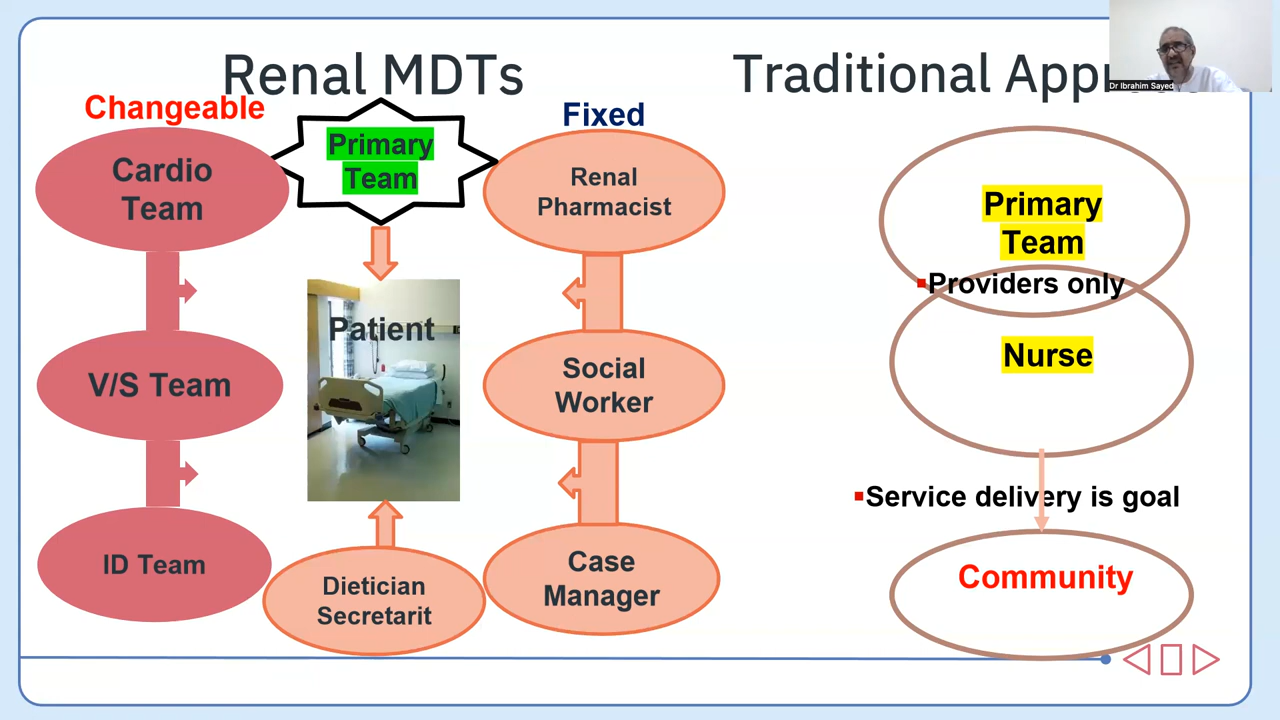 Renal MDTs
Traditional App
Changeable
Fixed
Cardio
Team
Primary
Team
Renal
Pharmacist
Patient
V/S Team
Social
Worker
ID Team
Dietician
Secretarit
Case
Manager
Primary
Team
▪Providers only
Nurse
▪Service delivery is goal
Community
Dr Ibrahim Sayed